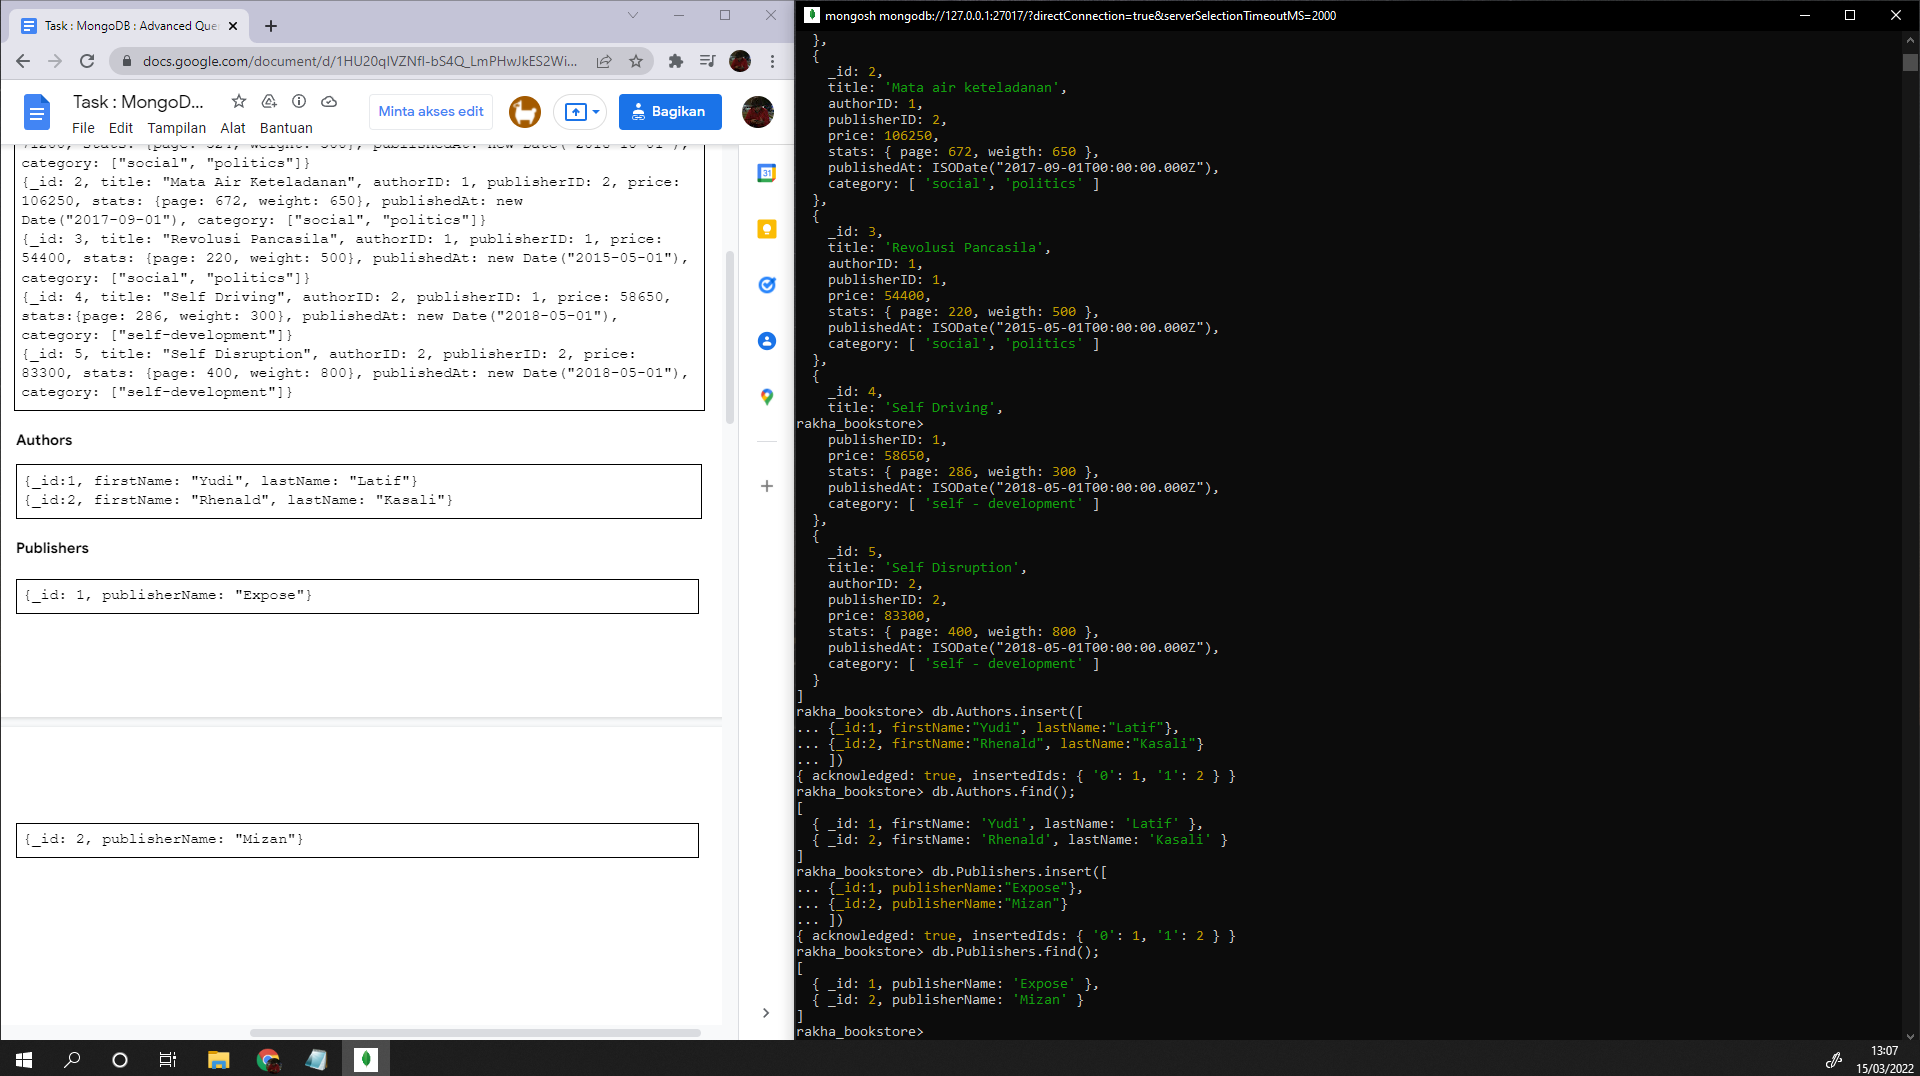 Task : MongoDB : Advanced Que
docs.google.com/document/d/1HU20qIVZNfI-bS4Q_LmPHwJkES2Wi...
Task : MongoD...
Minta akses edit
Bagikan
File Edit Tampilan Alat Bantuan
category: ["social", "politics"]}
{_id: 2, title: "Mata Air Keteladanan", authorID: 1, publisherID: 2, price:
106250, stats: {page: 672, weight: 650}, publishedAt: new
Date("2017-09-01"), category: ["social", "politics"]}
{_id: 3, title: "Revolusi Pancasila", authorID: 1, publisherID: 1, price:
54400, stats: {page: 220, weight: 500}, publishedAt: new Date("2015-05-01"),
category: ["social", "politics"]}
{_id: 4, title: "Self Driving", authorID: 2, publisherID: 1, price: 58650,
stats:{page: 286, weight: 300}, publishedAt: new Date("2018-05-01"),
category: ["self-development"]}
{_id: 5, title: "Self Disruption", authorID: 2, publisherID: 2, price:
83300, stats: {page: 400, weight: 800}, publishedAt: new Date("2018-05-01"),
category: ["self-development"]}
Authors
{_id:1, firstName: "Yudi", lastName: "Latif"}
{_id:2, firstName: "Rhenald", lastName: "Kasali"}
Publishers
{_id: 1, publisherName: "Expose"}
{_id: 2, publisherName: "Mizan"}
31
mongosh mongodb://127.0.0.1:27017/?directConnection=true&serverSelectionTimeoutMS=2000
},
{
_id: 2,
title: 'Mata air keteladanan',
authorID: 1,
publisherID: 2,
price: 106250,
stats: { page: 672, weigth: 650 },
publishedAt: ISODate("2017-09-01T00:00:00.000Z"),
category: [ 'social', 'politics' ]
},
{
_id: 3,
title: 'Revolusi Pancasila',
authorID: 1,
publisherID: 1,
price: 54400,
stats: { page: 220, weigth: 500 },
publishedAt: ISODate("2015-05-01T00:00:00.000Z"),
category: [ 'social', 'politics' ]
},
{
_id: 4,
title: 'Self Driving',
rakha_bookstore>
publisherID: 1,
price: 58650,
stats: { page: 286, weigth: 300 },
publishedAt: ISODate("2018-05-01T00:00:00.000Z"),
category: [ 'self - development' ]
},
{
_id: 5,
title: 'Self Disruption',
authorID: 2,
publisherID: 2,
price: 83300,
stats: { page: 400, weigth: 800 },
publishedAt: ISODate("2018-05-01T00:00:00.000Z"),
category: [ 'self - development' ]
}
]
rakha_bookstore> db.Authors.insert([
... {_id:1, firstName:"Yudi", lastName:"Latif"},
... {_id:2, firstName:"Rhenald", lastName:"Kasali"}
... ])
{ acknowledged: true, insertedIds: { '0': 1, '1': 2 } }
rakha_bookstore> db.Authors.find();
[
{ _id: 1, firstName: 'Yudi', lastName: 'Latif' },
{ _id: 2, firstName: 'Rhenald', lastName: 'Kasali' }
]
rakha_bookstore> db.Publishers.insert([
... {_id:1, publisherName:"Expose"},
... {_id:2, publisherName:"Mizan"}
... ])
{ acknowledged: true, insertedIds: { '0': 1, '1': 2 } }
rakha_bookstore> db.Publishers.find();
[
{ _id: 1, publisherName: 'Expose' },
{ _id: 2, publisherName: 'Mizan' }
]
rakha_bookstore>
13:07
15/03/2022